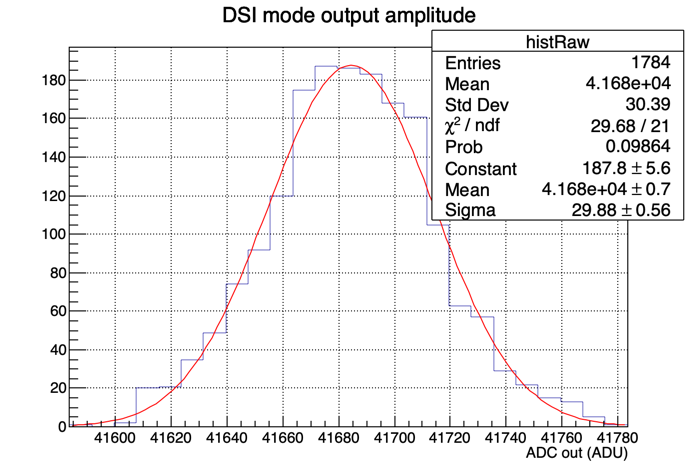 DSI mode output amplitude
histRaw
Entries 1784
Mean 4.168e+04
Std Dev 30.39
χ² / ndf 29.68 / 21
Prob 0.09864
Constant 187.8 ± 5.6
Mean 4.168e+04 ± 0.7
Sigma 29.88 ± 0.56
180
160
140
120
100
80
60
40
20
0
41600 41620 41640 41660 41680 41700 41720 41740 41760 41780
ADC out (ADU)